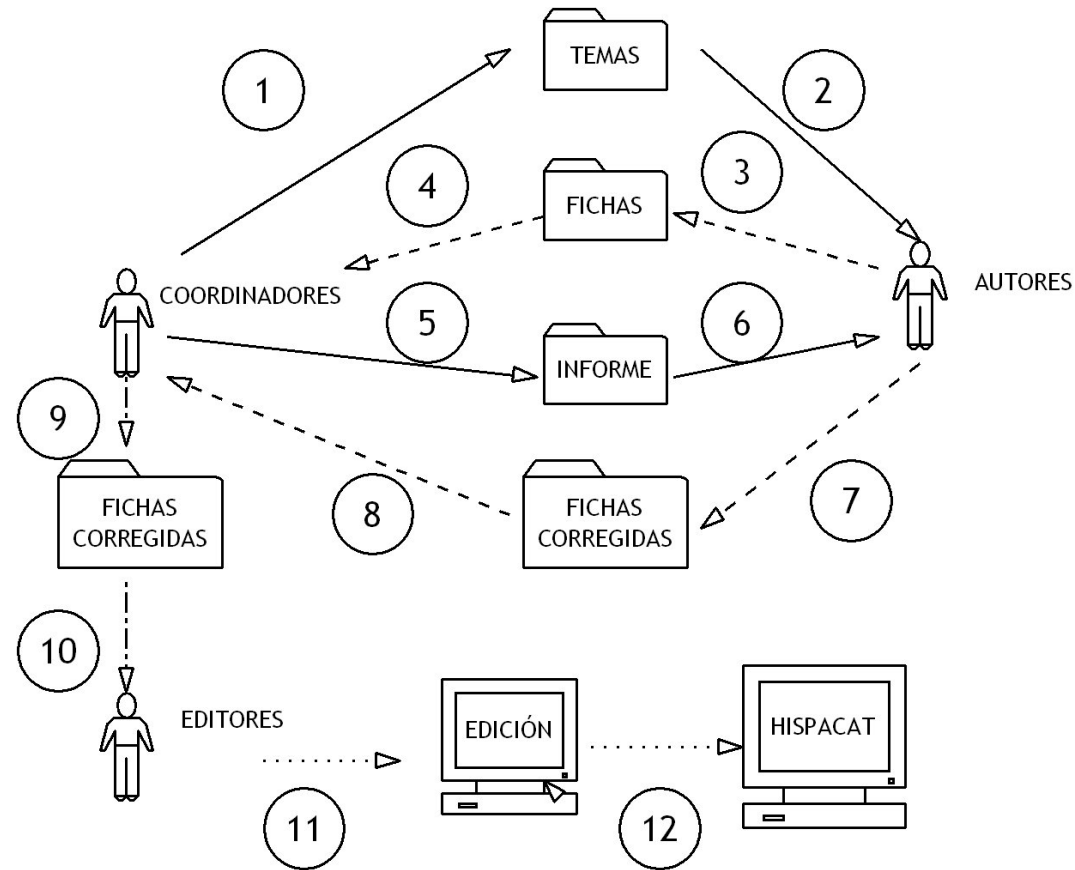 TEMAS
1
2
3
4
FICHAS
COORDINADORES
AUTORES
5
6
INFORME
9
FICHAS
CORREGIDAS
8
FICHAS
CORREGIDAS
7
10
EDITORES
EDICIÓN
HISPACAT
11
12